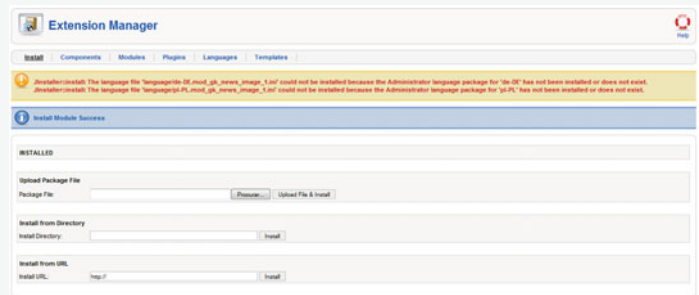 Extension Manager
Help
Install Components Modules Plugins Languages Templates
JInstaller::install: The language file 'language/de-DE.mod_gk_news_image_1.ini' could not be installed because the Administrator language package for 'de-DE' has not been installed or does not exist.
JInstaller::install: The language file 'language/pl-PL.mod_gk_news_image_1.ini' could not be installed because the Administrator language package for 'pl-PL' has not been installed or does not exist.
Install Module Success
INSTALLED
Upload Package File
Package File: Procurar... Upload File & Install
Install from Directory
Install Directory: Install
Install from URL
Install URL: http:// Install